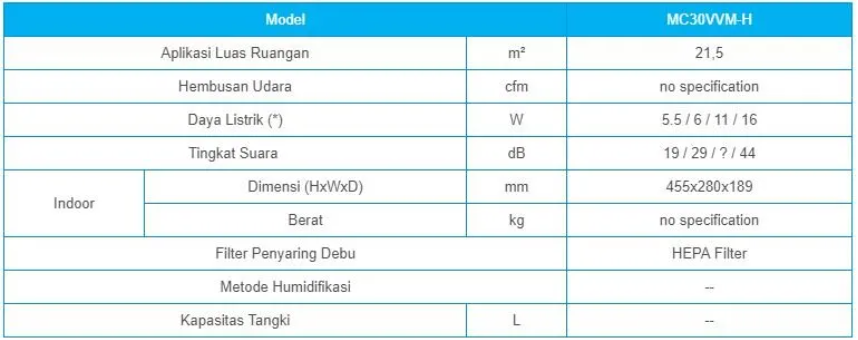 Model MC30VVM-H
Aplikasi Luas Ruangan m² 21,5
Hembusan Udara cfm no specification
Daya Listrik (*) W 5.5 / 6 / 11 / 16
Tingkat Suara dB 19 / 29 / ? / 44
Indoor Dimensi (HxWxD) mm 455x280x189
Berat kg no specification
Filter Penyaring Debu HEPA Filter
Metode Humidifikasi --
Kapasitas Tangki L --